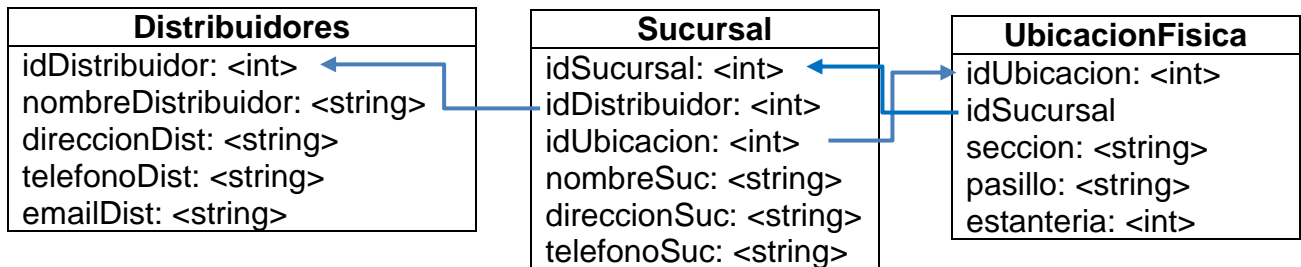 Distribuidores
idDistribuidor: <int>
nombreDistribuidor: <string>
direccionDist: <string>
telefonoDist: <string>
emailDist: <string>
Sucursal
idSucursal: <int>
idDistribuidor: <int>
idUbicacion: <int>
nombreSuc: <string>
direccionSuc: <string>
telefonoSuc: <string>
UbicacionFisica
idUbicacion: <int>
idSucursal
seccion: <string>
pasillo: <string>
estanteria: <int>